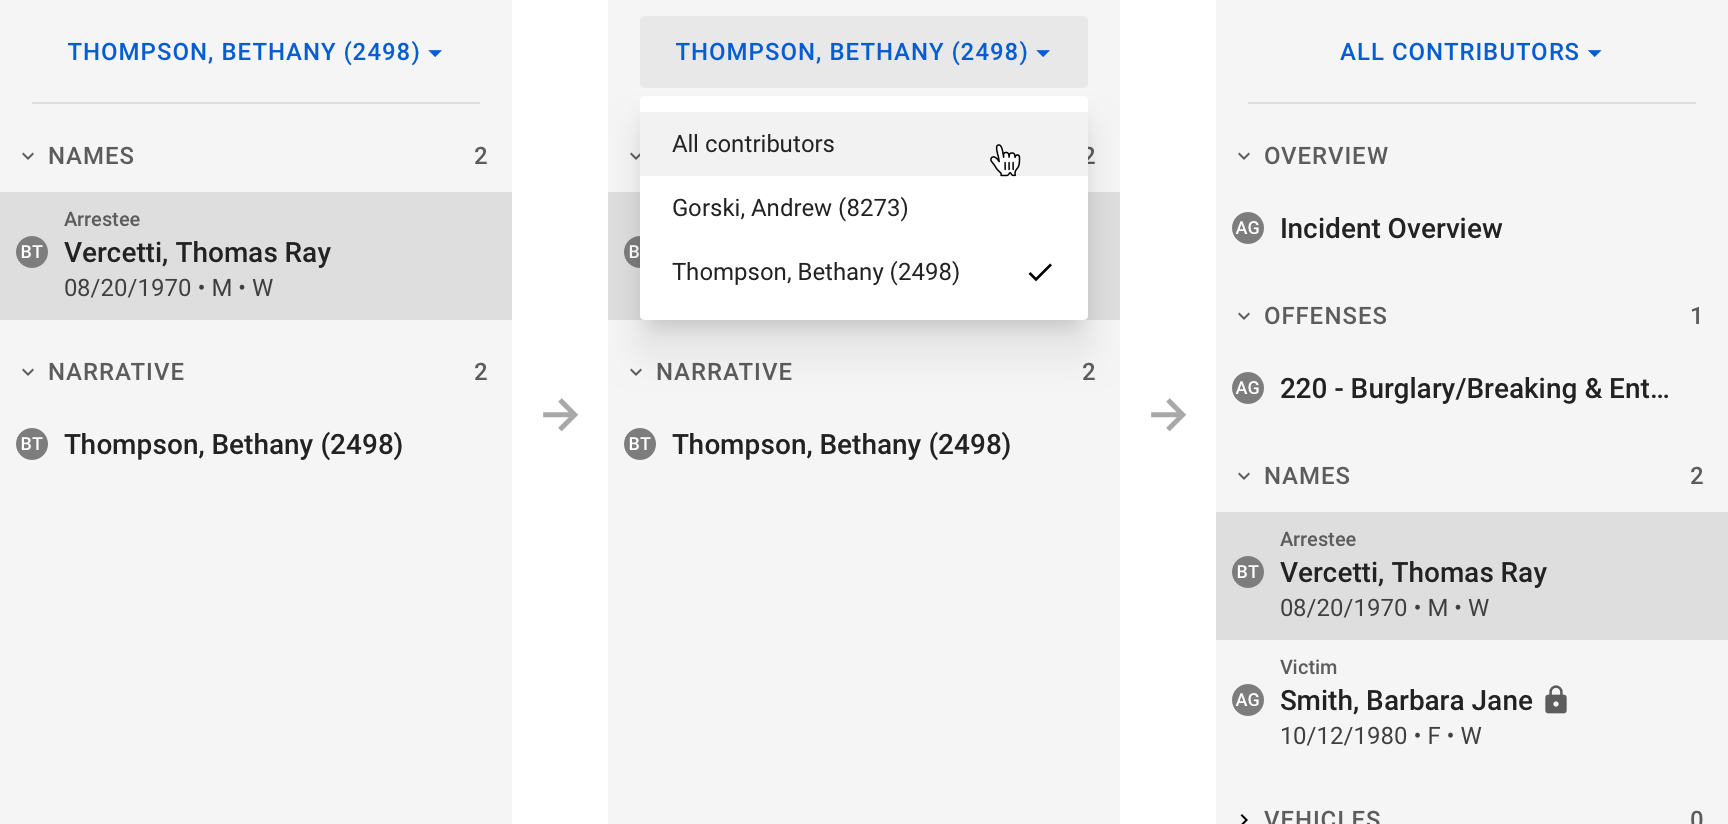 THOMPSON, BETHANY (2498)
NAMES 2
Arrestee
BT
Vercetti, Thomas Ray
08/20/1970 • M • W
NARRATIVE 2
BT Thompson, Bethany (2498)
THOMPSON, BETHANY (2498)
All contributors
2
Gorski, Andrew (8273)
B
Thompson, Bethany (2498)
NARRATIVE 2
BT Thompson, Bethany (2498)
ALL CONTRIBUTORS
OVERVIEW
AG Incident Overview
OFFENSES 1
AG 220 - Burglary/Breaking & Ent...
NAMES 2
Arrestee
BT Vercetti, Thomas Ray
08/20/1970 • M • W
Victim
AG Smith, Barbara Jane
10/12/1980 • F • W
VEHICLES 0